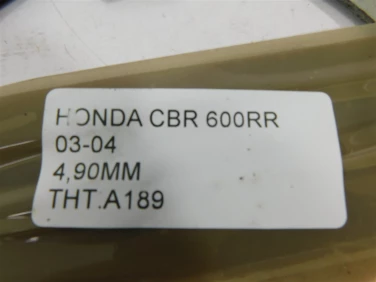 HONDA CBR 600RR
03-04
4,90MM
THT.A189